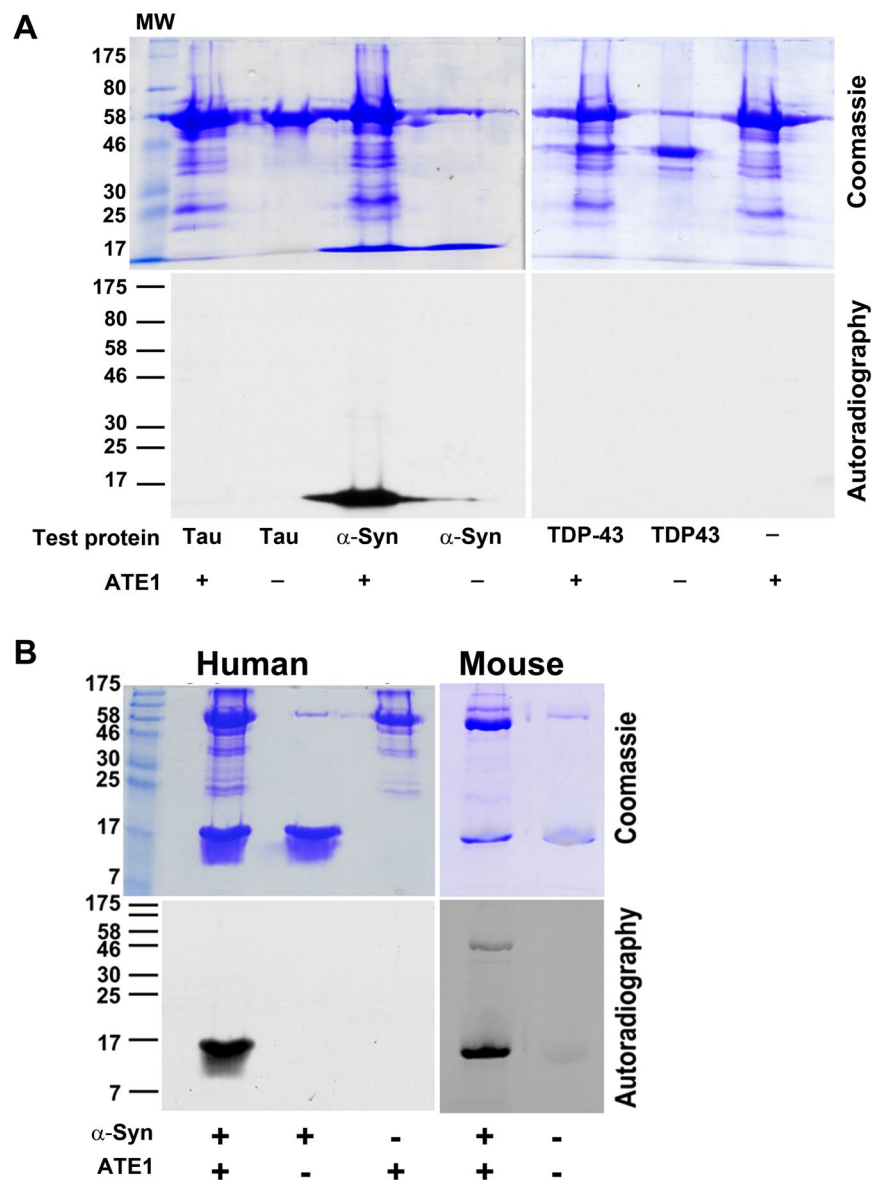 A
MW
175
80
58
46
30
25
17
Coomassie
175
80
58
46
30
25
17
Autoradiography
Test protein Tau Tau α-Syn α-Syn TDP-43 TDP43 –
ATE1 + – + – + – +
B
Human Mouse
175
58
46
30
25
17
7
Coomassie
175
58
46
30
25
17
7
Autoradiography
α-Syn + + - + -
ATE1 + - + + -